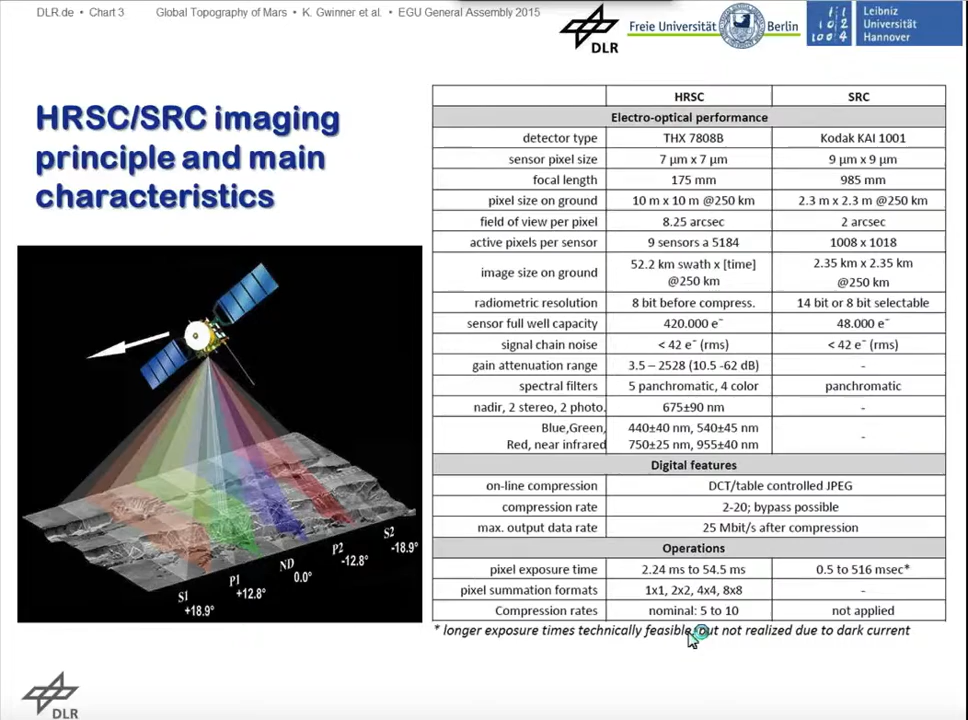 DLR.de • Chart 3 Global Topography of Mars • K. Gwinner et al. • EGU General Assembly 2015
DLR
Freie Universität Berlin
Leibniz
Universität
Hannover
HRSC/SRC imaging
principle and main
characteristics
HRSC SRC
Electro-optical performance
detector type THX 7808B Kodak KAI 1001
sensor pixel size 7 µm x 7 µm 9 µm x 9 µm
focal length 175 mm 985 mm
pixel size on ground 10 m x 10 m @250 km 2.3 m x 2.3 m @250 km
field of view per pixel 8.25 arcsec 2 arcsec
active pixels per sensor 9 sensors a 5184 1008 x 1018
image size on ground 52.2 km swath x [time] @250 km 2.35 km x 2.35 km @250 km
radiometric resolution 8 bit before compress. 14 bit or 8 bit selectable
sensor full well capacity 420.000 e⁻ 48.000 e⁻
signal chain noise < 42 e⁻ (rms) < 42 e⁻ (rms)
gain attenuation range 3.5 – 2528 (10.5 -62 dB) -
spectral filters 5 panchromatic, 4 color panchromatic
nadir, 2 stereo, 2 photo. 675±90 nm -
Blue,Green, 440±40 nm, 540±45 nm -
Red, near infrared 750±25 nm, 955±40 nm
Digital features
on-line compression DCT/table controlled JPEG
compression rate 2-20; bypass possible
max. output data rate 25 Mbit/s after compression
Operations
pixel exposure time 2.24 ms to 54.5 ms 0.5 to 516 msec*
pixel summation formats 1x1, 2x2, 4x4, 8x8 -
Compression rates nominal: 5 to 10 not applied
* longer exposure times technically feasible, but not realized due to dark current
S1
+18.9°
P1
+12.8°
ND
0.0°
P2
-12.8°
S2
-18.9°
DLR